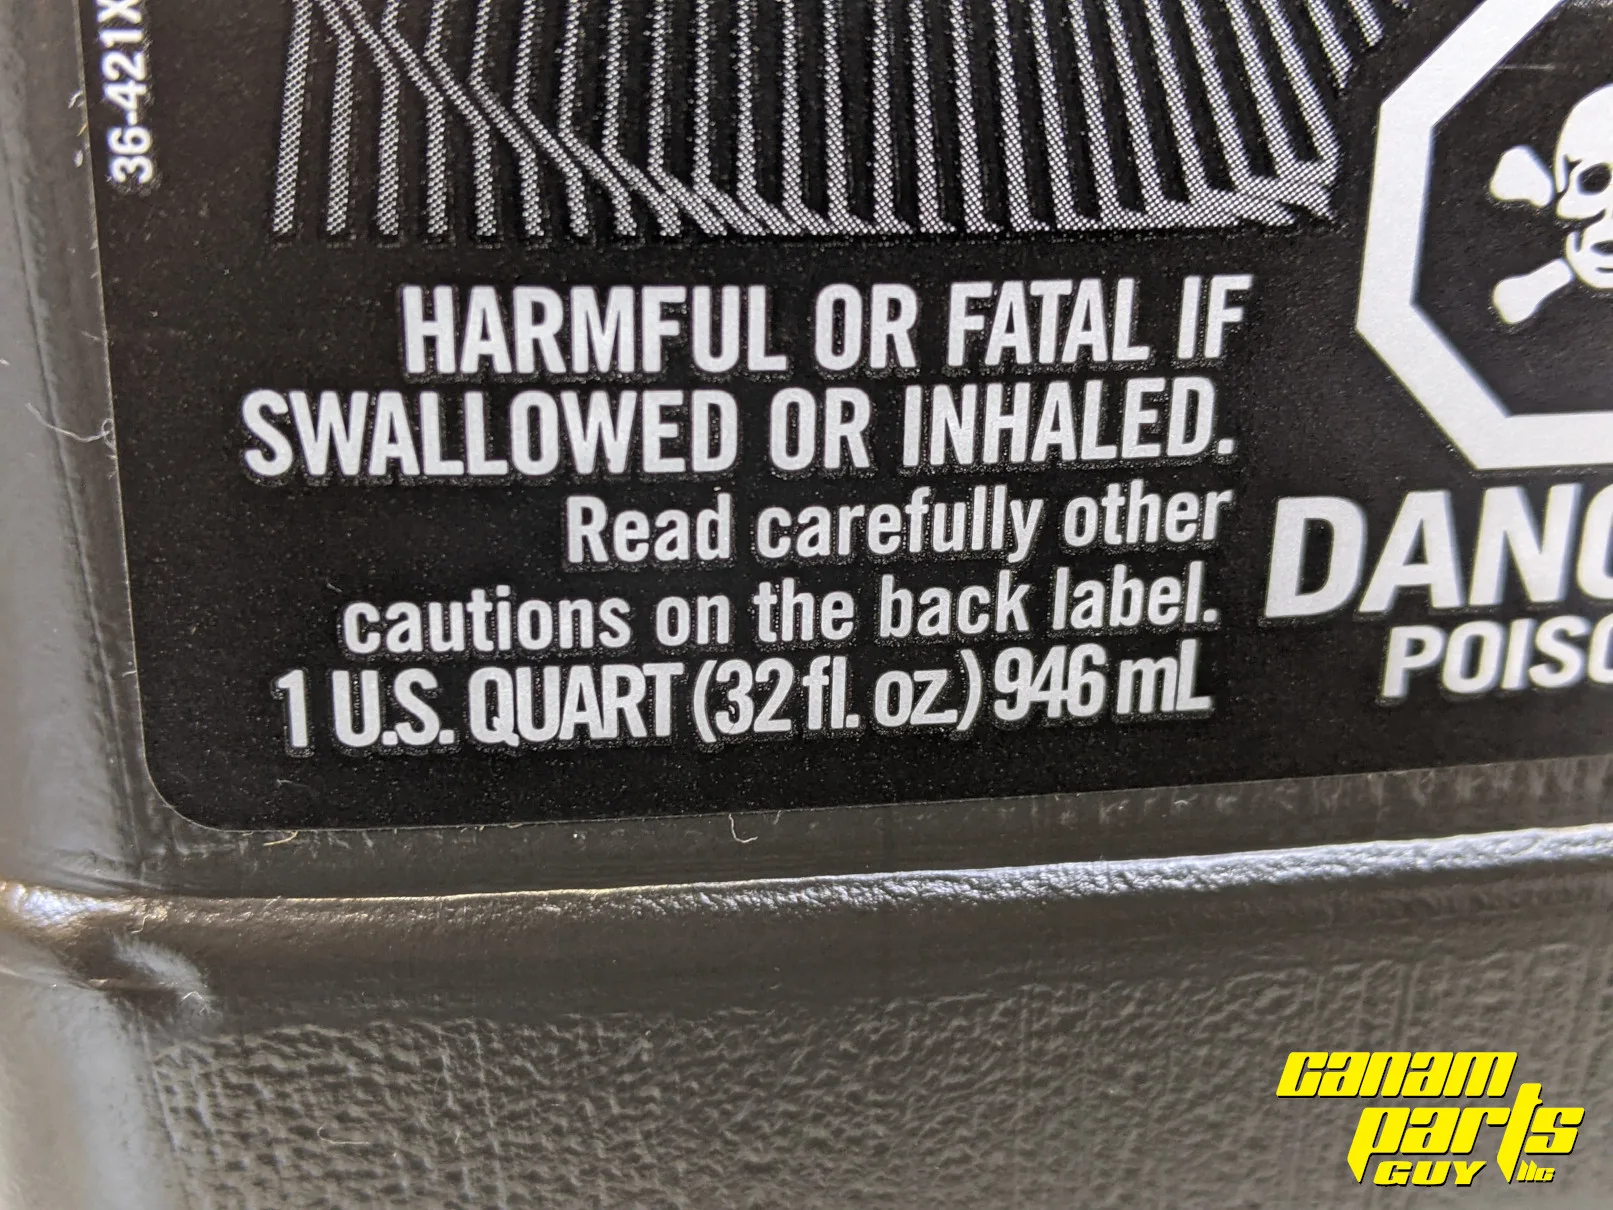 36-421X
HARMFUL OR FATAL IF
SWALLOWED OR INHALED.
Read carefully other
cautions on the back label.
1 U.S. QUART (32 fl. oz.) 946 mL
canam
parts
GUY llc